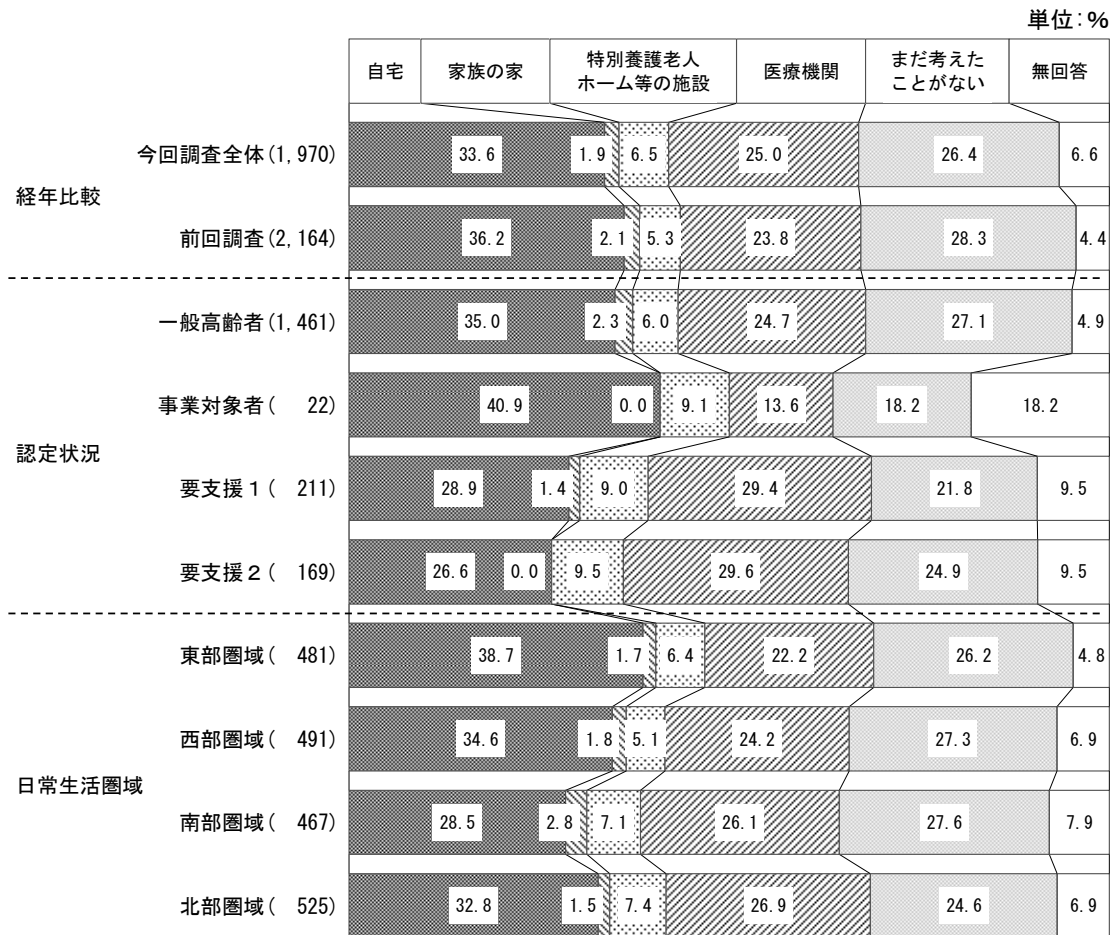 単位：%
自宅 家族の家 特別養護老人ホーム等の施設 医療機関 まだ考えたことがない 無回答
経年比較
今回調査全体(1,970) 33.6 1.9 6.5 25.0 26.4 6.6
前回調査(2,164) 36.2 2.1 5.3 23.8 28.3 4.4
認定状況
一般高齢者(1,461) 35.0 2.3 6.0 24.7 27.1 4.9
事業対象者( 22) 40.9 0.0 9.1 13.6 18.2 18.2
要支援１( 211) 28.9 1.4 9.0 29.4 21.8 9.5
要支援２( 169) 26.6 0.0 9.5 29.6 24.9 9.5
日常生活圏域
東部圏域( 481) 38.7 1.7 6.4 22.2 26.2 4.8
西部圏域( 491) 34.6 1.8 5.1 24.2 27.3 6.9
南部圏域( 467) 28.5 2.8 7.1 26.1 27.6 7.9
北部圏域( 525) 32.8 1.5 7.4 26.9 24.6 6.9